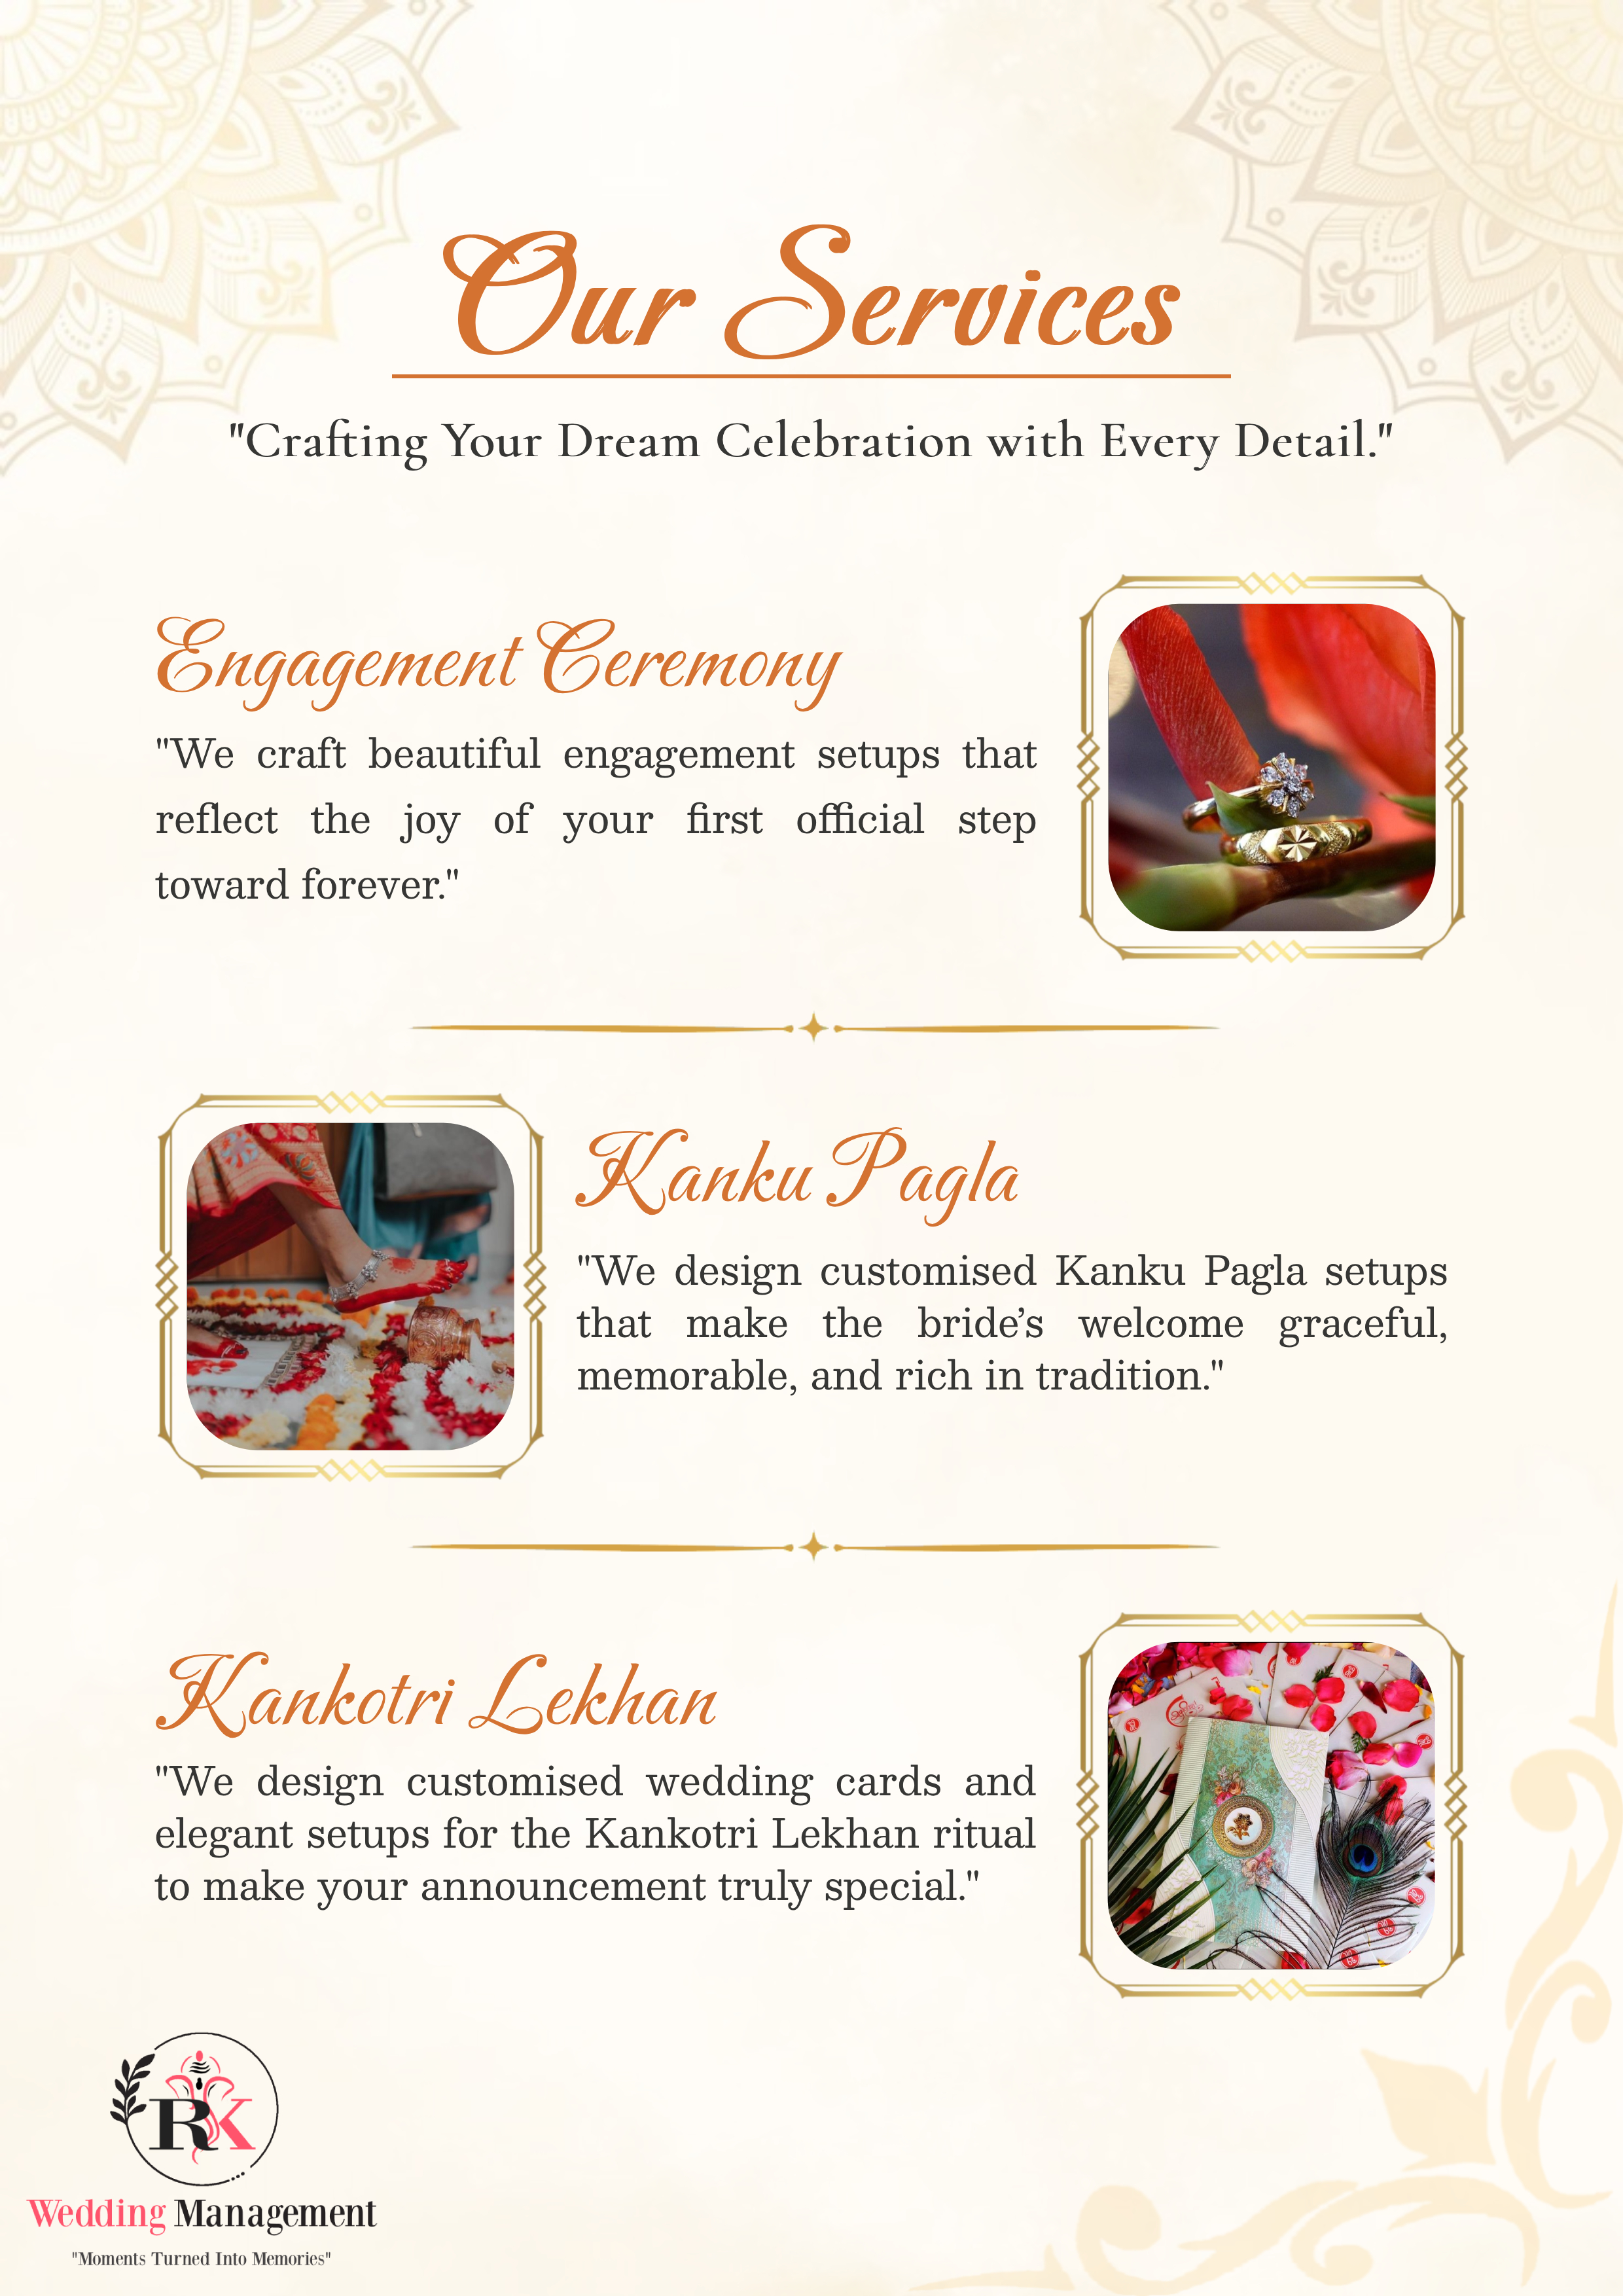 Our Services
"Crafting Your Dream Celebration with Every Detail."
Engagement Ceremony
"We craft beautiful engagement setups that
reflect the joy of your first official step
toward forever."
Kanku Pagla
"We design customised Kanku Pagla setups
that make the bride’s welcome graceful,
memorable, and rich in tradition."
Kankotri Lekhan
"We design customised wedding cards and
elegant setups for the Kankotri Lekhan ritual
to make your announcement truly special."
RK
Wedding Management
"Moments Turned Into Memories"